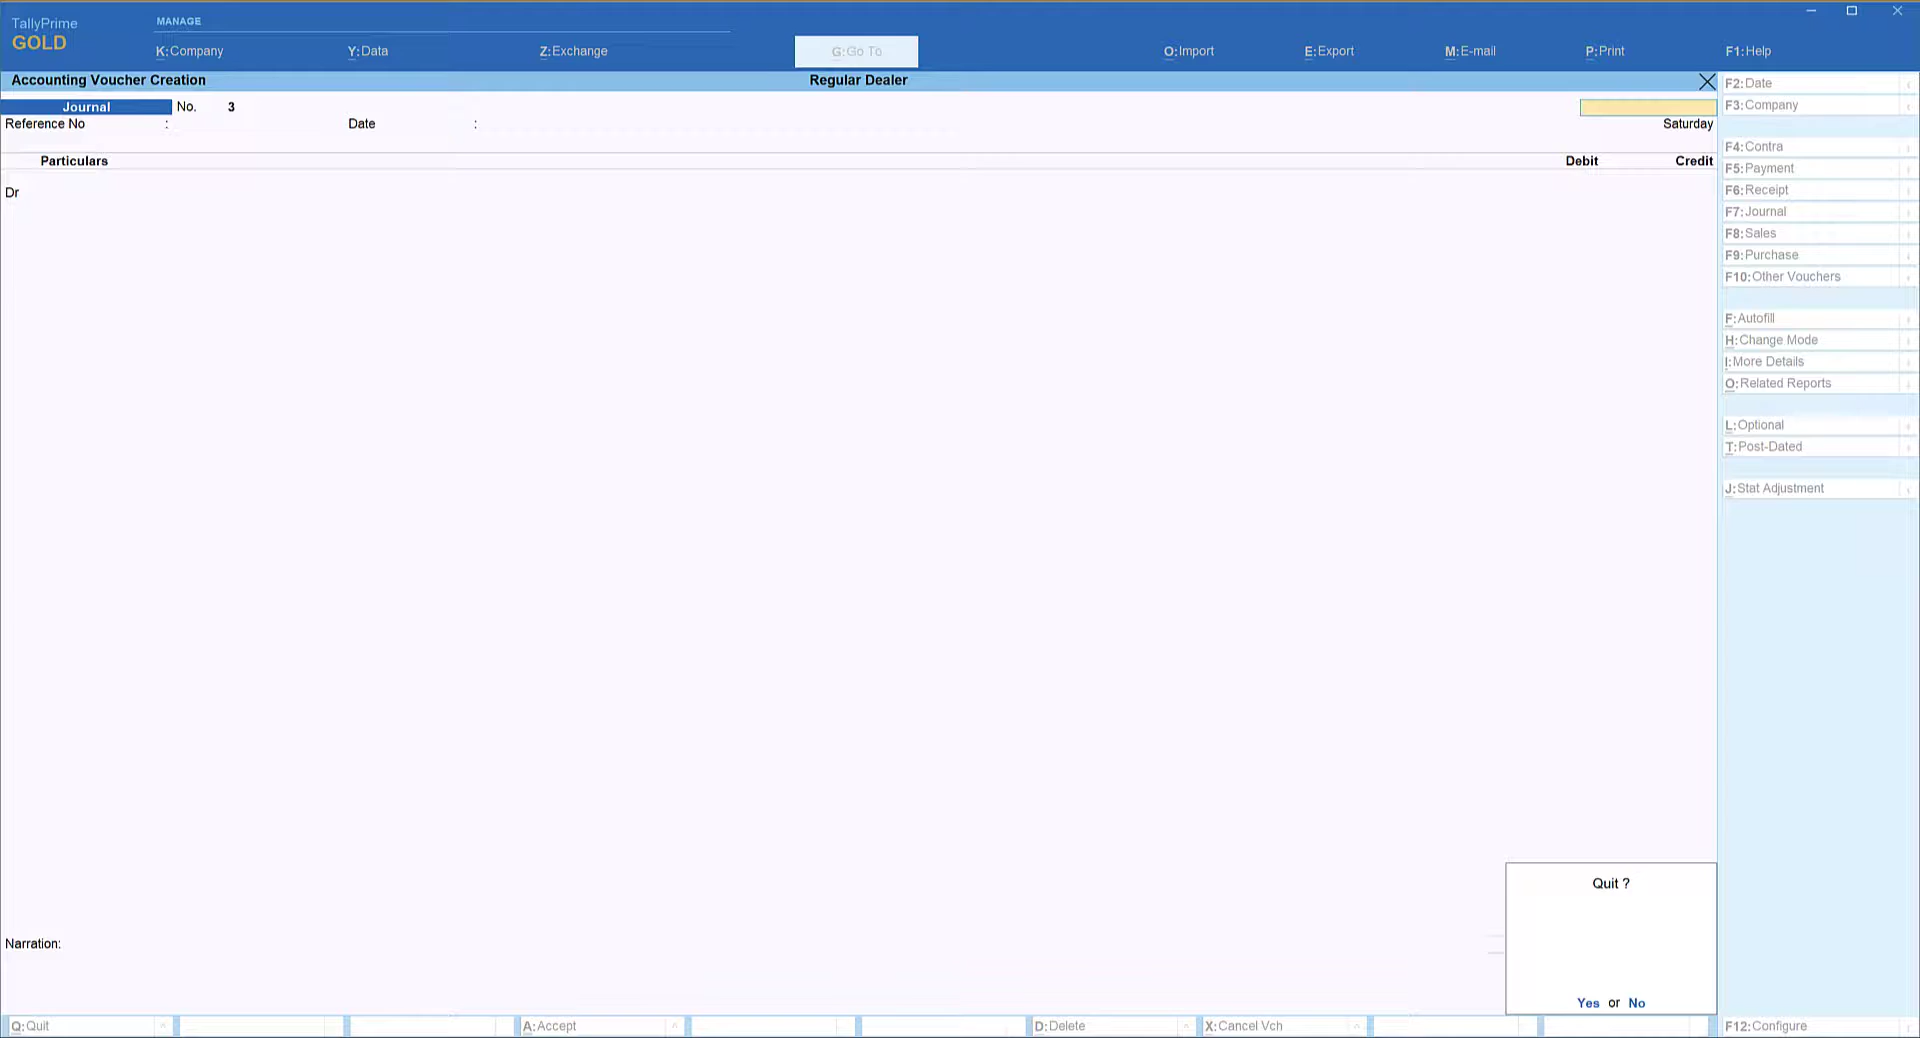 TallyPrime
GOLD
MANAGE
K:Company Y:Data Z:Exchange G:Go To O:Import E:Export M:E-mail P:Print F1:Help
Accounting Voucher Creation Regular Dealer
Journal No. 3
Reference No : Date : Saturday
Particulars Debit Credit
Dr
F2:Date
F3:Company
F4:Contra
F5:Payment
F6:Receipt
F7:Journal
F8:Sales
F9:Purchase
F10:Other Vouchers
F:Autofill
H:Change Mode
I:More Details
O:Related Reports
L:Optional
T:Post-Dated
J:Stat Adjustment
Quit ?
Yes or No
Narration:
Q:Quit A:Accept D:Delete X:Cancel Vch F12:Configure